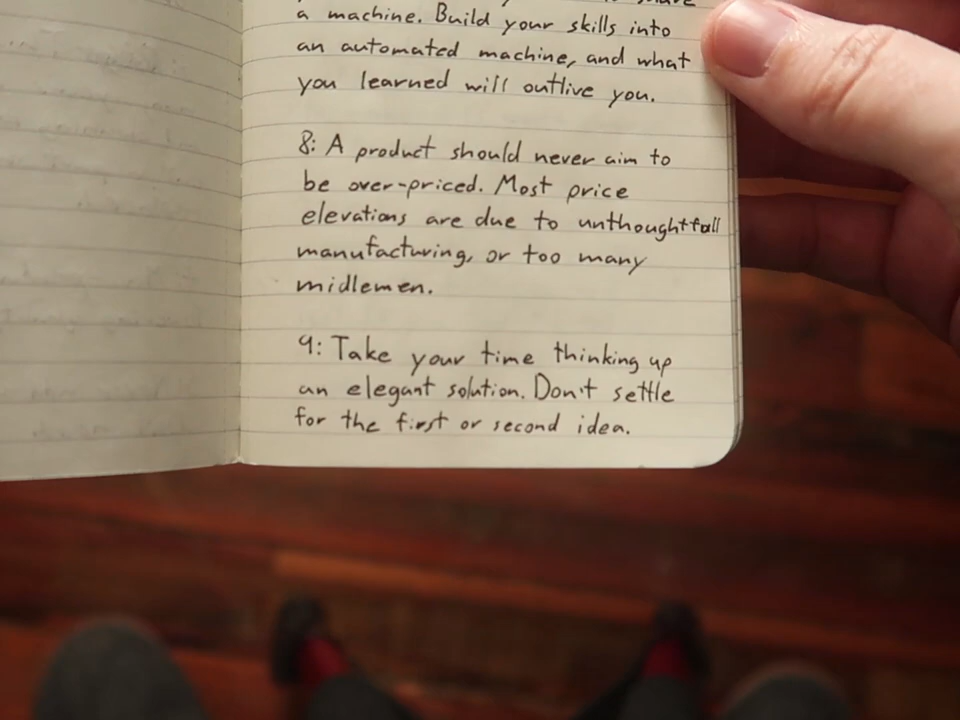 a machine. Build your skills into
an automated machine, and what
you learned will outlive you.
8: A product should never aim to
be over-priced. Most price
elevations are due to unthoughtfull
manufacturing, or too many
midlemen.
9: Take your time thinking up
an elegant solution. Don't settle
for the first or second idea.